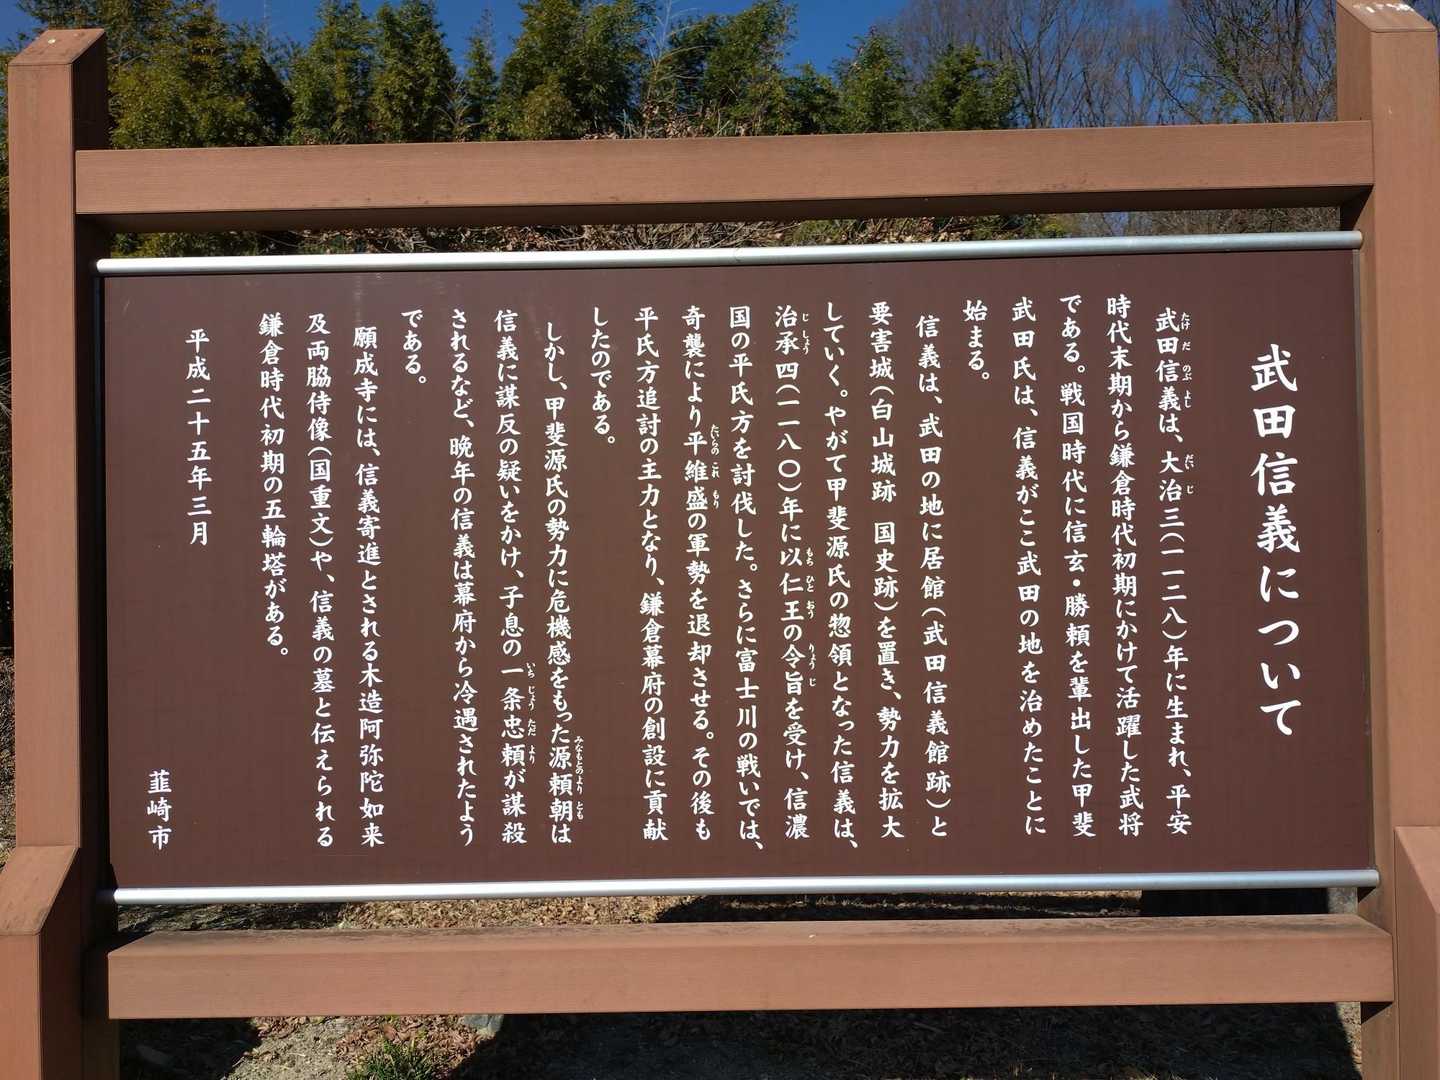 武田信義について
武田信義は、大治三(一一二八)年に生まれ、平安
時代末期から鎌倉時代初期にかけて活躍した武将
である。戦国時代に信玄・勝頼を輩出した甲斐
武田氏は、信義がここ武田の地を治めたことに
始まる。
信義は、武田の地に居館(武田信義館跡)と
要害城(白山城跡 国史跡)を置き、勢力を拡大
していく。やがて甲斐源氏の惣領となった信義は、
治承四(一一八〇)年に以仁王の令旨を受け、信濃
国の平氏方を討伐した。さらに富士川の戦いでは、
奇襲により平維盛の軍勢を退却させる。その後も
平氏方追討の主力となり、鎌倉幕府の創設に貢献
したのである。
しかし、甲斐源氏の勢力に危機感をもった源頼朝は
信義に謀反の疑いをかけ、子息の一条忠頼が謀殺
されるなど、晩年の信義は幕府から冷遇されたよう
である。
願成寺には、信義寄進とされる木造阿弥陀如来
及両脇侍像(国重文)や、信義の墓と伝えられる
鎌倉時代初期の五輪塔がある。
平成二十五年三月
韮崎市